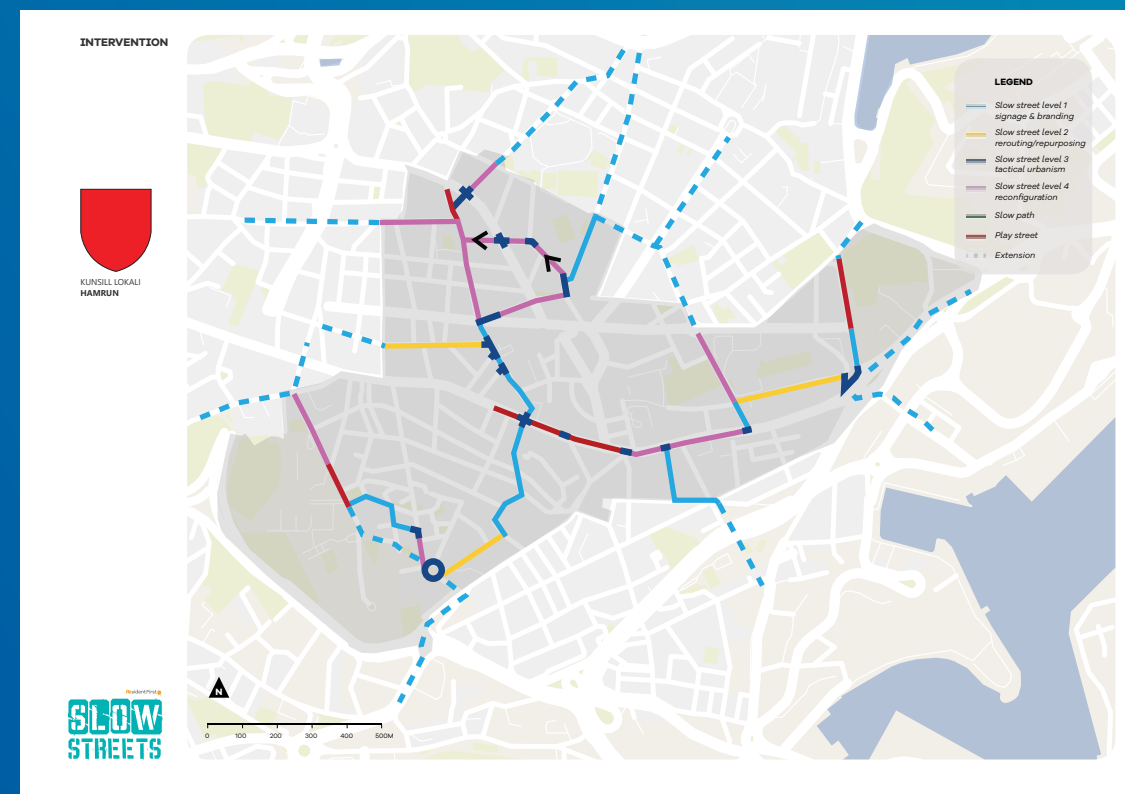 INTERVENTION
LEGEND
Slow street level 1
signage & branding
Slow street level 2
rerouting/repurposing
Slow street level 3
tactical urbanism
Slow street level 4
reconfiguration
Slow path
Play street
Extension
KUNSILL LOKALI
HAMRUN
N
0 100 200 300 400 500M
ResidentFirst
SLOW
STREETS